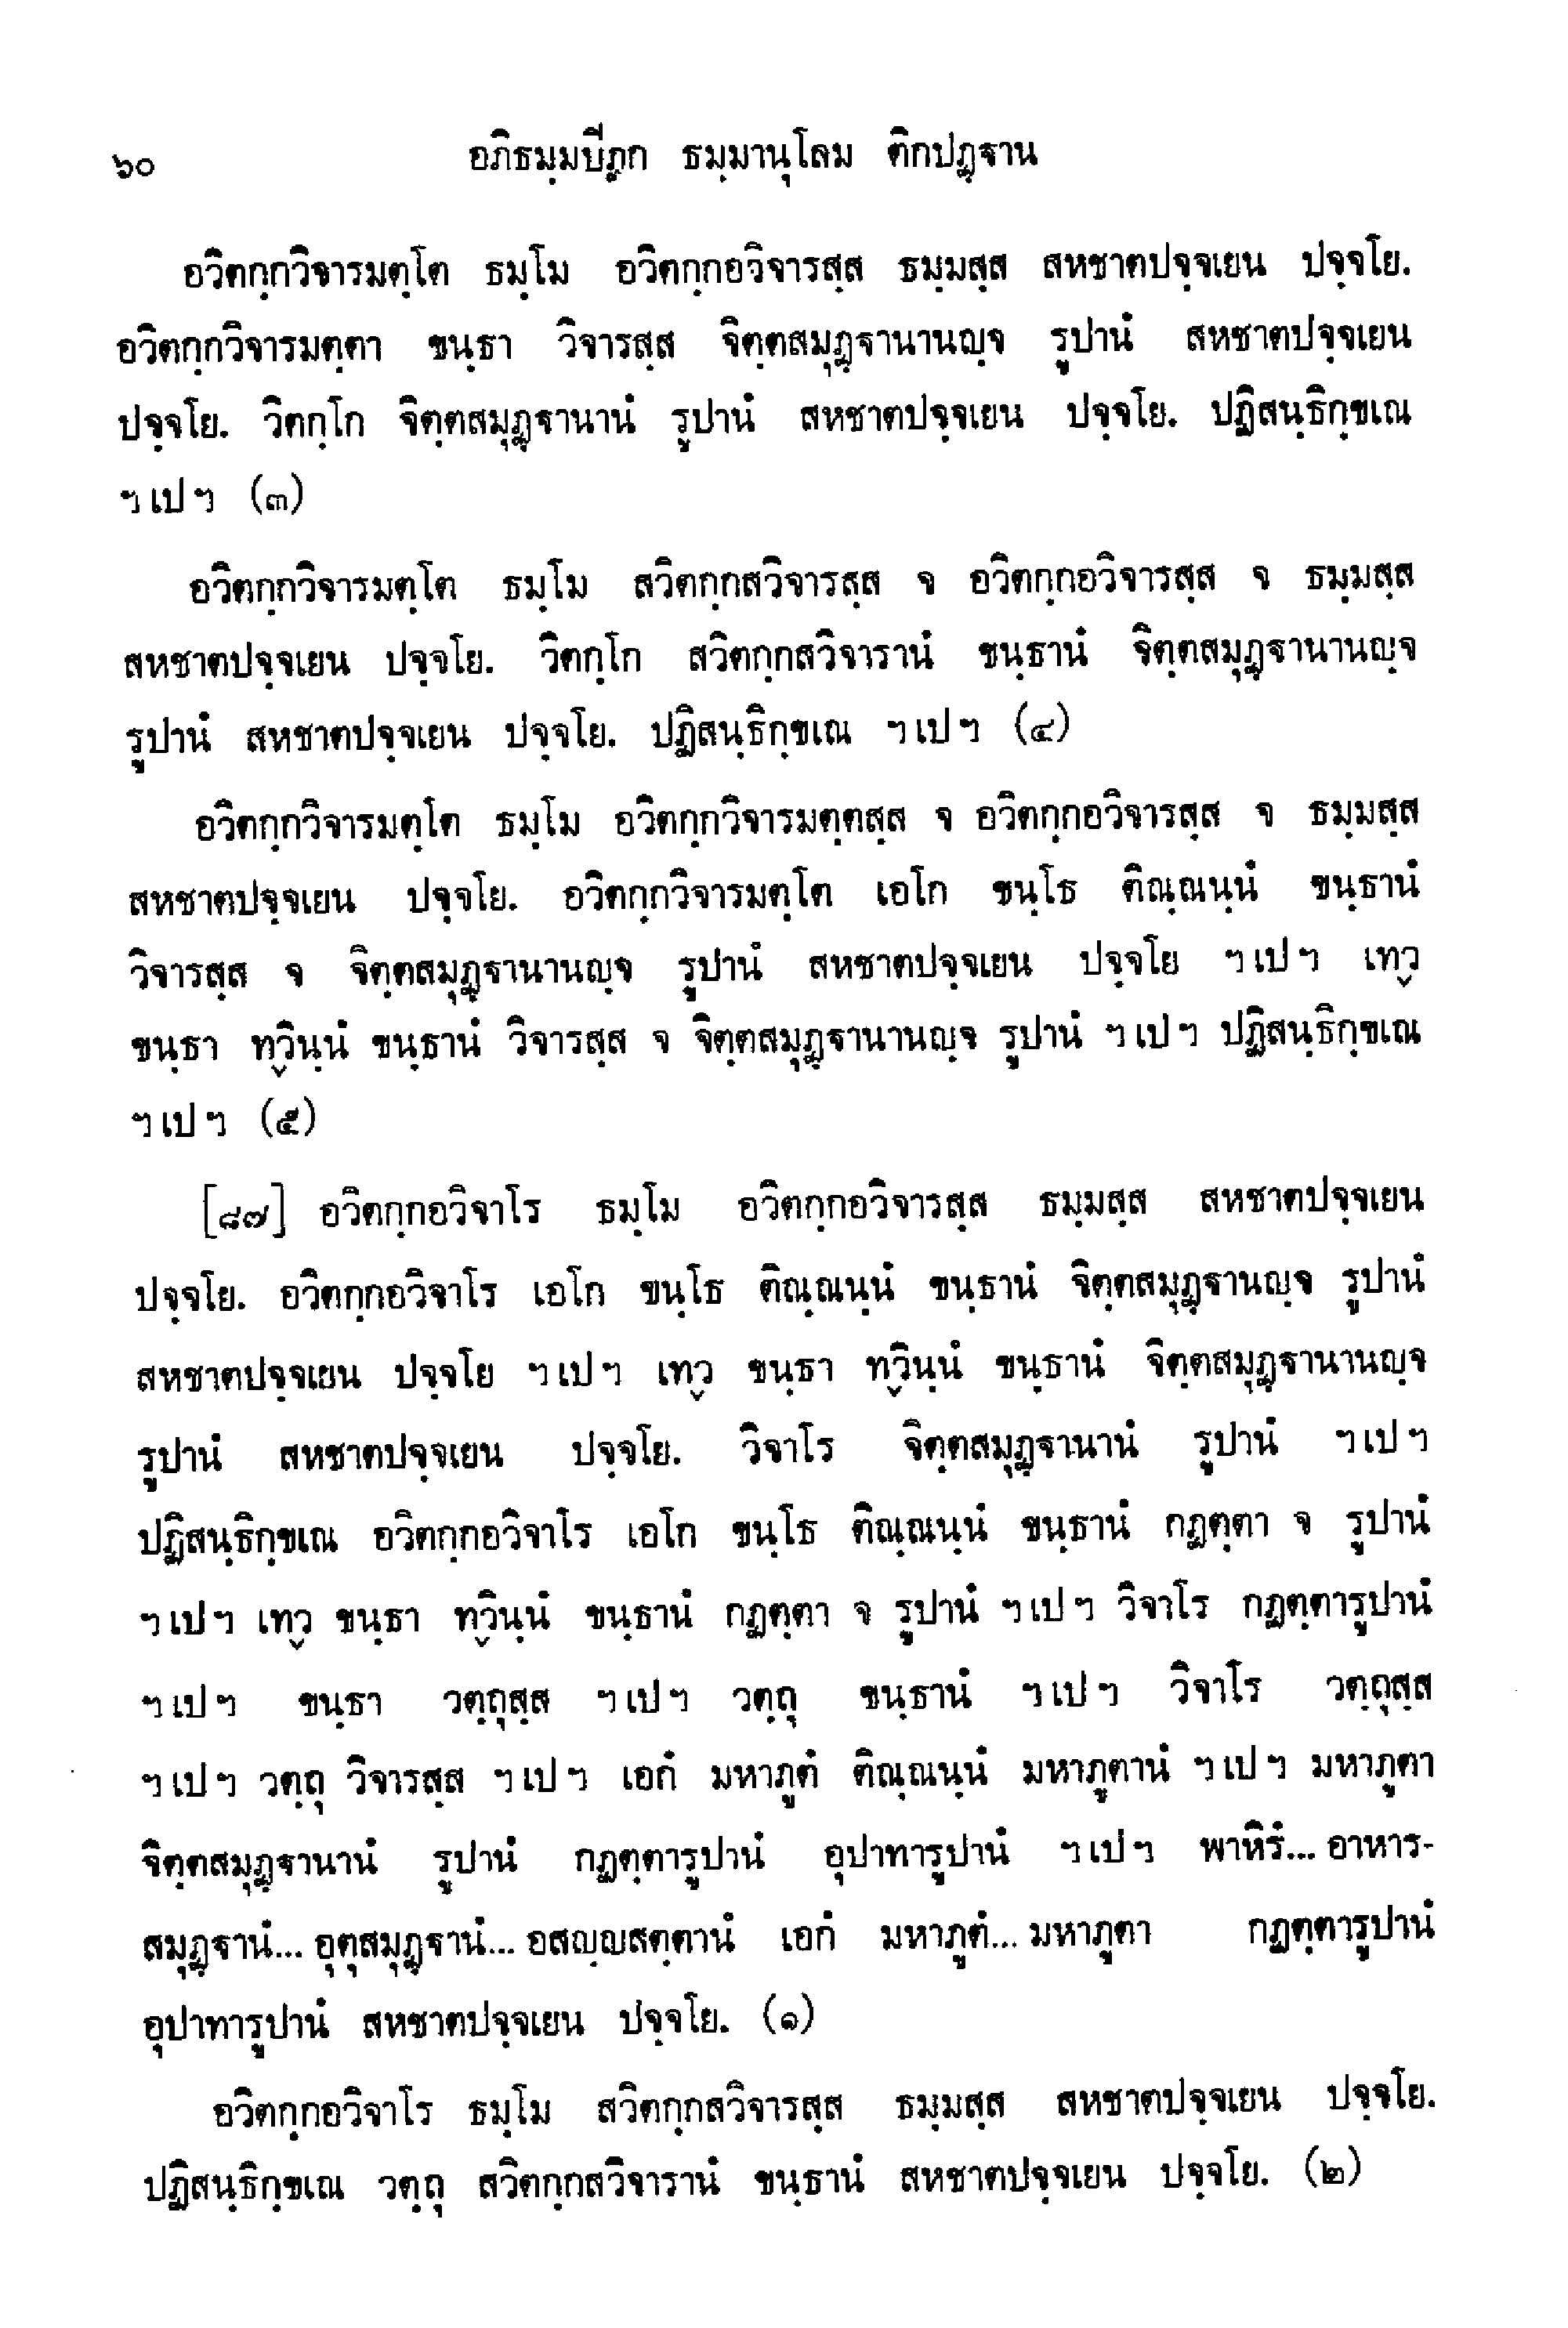 ๖๐ อภิธมฺมปีฏก ธมฺมานุโลม ติกปฏฺฐาน
อวิตกฺกวิจารมตฺโต ธมฺโม อวิตกฺกอวิจารสฺส ธมฺมสฺส สหชาตปจฺจเยน ปจฺจโย.
อวิตกฺกวิจารมตฺตา ขนฺธา วิจารสฺส จิตฺตสมุฏฺฐานานญฺจ รูปานํ สหชาตปจฺจเยน
ปจฺจโย. วิตกฺโก จิตฺตสมุฏฺฐานานํ รูปานํ สหชาตปจฺจเยน ปจฺจโย. ปฏิสนฺธิกฺขเณ
ฯเปฯ (๓)
อวิตกฺกวิจารมตฺโต ธมฺโม สวิตกฺกสวิจารสฺส จ อวิตกฺกอวิจารสฺส จ ธมฺมสฺส
สหชาตปจฺจเยน ปจฺจโย. วิตกฺโก สวิตกฺกสวิจารานํ ขนฺธานํ จิตฺตสมุฏฺฐานานญฺจ
รูปานํ สหชาตปจฺจเยน ปจฺจโย. ปฏิสนฺธิกฺขเณ ฯเปฯ (๔)
อวิตกฺกวิจารมตฺโต ธมฺโม อวิตกฺกวิจารมตฺตสฺส จ อวิตกฺกอวิจารสฺส จ ธมฺมสฺส
สหชาตปจฺจเยน ปจฺจโย. อวิตกฺกวิจารมตฺโต เอโก ขนฺโธ ติณฺณนฺนํ ขนฺธานํ
วิจารสฺส จ จิตฺตสมุฏฺฐานานญฺจ รูปานํ สหชาตปจฺจเยน ปจฺจโย ฯเปฯ เทฺว
ขนฺธา ทฺวินฺนํ ขนฺธานํ วิจารสฺส จ จิตฺตสมุฏฺฐานานญฺจ รูปานํ ฯเปฯ ปฏิสนฺธิกฺขเณ
ฯเปฯ (๕)
[๘๗] อวิตกฺกอวิจาโร ธมฺโม อวิตกฺกอวิจารสฺส ธมฺมสฺส สหชาตปจฺจเยน
ปจฺจโย. อวิตกฺกอวิจาโร เอโก ขนฺโธ ติณฺณนฺนํ ขนฺธานํ จิตฺตสมุฏฺฐานญฺจ รูปานํ
สหชาตปจฺจเยน ปจฺจโย ฯเปฯ เทฺว ขนฺธา ทฺวินฺนํ ขนฺธานํ จิตฺตสมุฏฺฐานานญฺจ
รูปานํ สหชาตปจฺจเยน ปจฺจโย. วิจาโร จิตฺตสมุฏฺฐานานํ รูปานํ ฯเปฯ
ปฏิสนฺธิกฺขเณ อวิตกฺกอวิจาโร เอโก ขนฺโธ ติณฺณนฺนํ ขนฺธานํ กฏตฺตา จ รูปานํ
ฯเปฯ เทฺว ขนฺธา ทฺวินฺนํ ขนฺธานํ กฏตฺตา จ รูปานํ ฯเปฯ วิจาโร กฏตฺตารูปานํ
ฯเปฯ ขนฺธา วตฺถุสฺส ฯเปฯ วตฺถุ ขนฺธานํ ฯเปฯ วิจาโร วตฺถุสฺส
ฯเปฯ วตฺถุ วิจารสฺส ฯเปฯ เอกํ มหาภูตํ ติณฺณนฺนํ มหาภูตานํ ฯเปฯ มหาภูตา
จิตฺตสมุฏฺฐานานํ รูปานํ กฏตฺตารูปานํ อุปาทารูปานํ ฯเปฯ พาหิรํ... อาหาร-
สมุฏฺฐานํ... อุตุสมุฏฺฐานํ... อสญฺญสตฺตานํ เอกํ มหาภูตํ... มหาภูตา กฏตฺตารูปานํ
อุปาทารูปานํ สหชาตปจฺจเยน ปจฺจโย. (๑)
อวิตกฺกอวิจาโร ธมฺโม สวิตกฺกสวิจารสฺส ธมฺมสฺส สหชาตปจฺจเยน ปจฺจโย.
ปฏิสนฺธิกฺขเณ วตฺถุ สวิตกฺกสวิจารานํ ขนฺธานํ สหชาตปจฺจเยน ปจฺจโย. (๒)